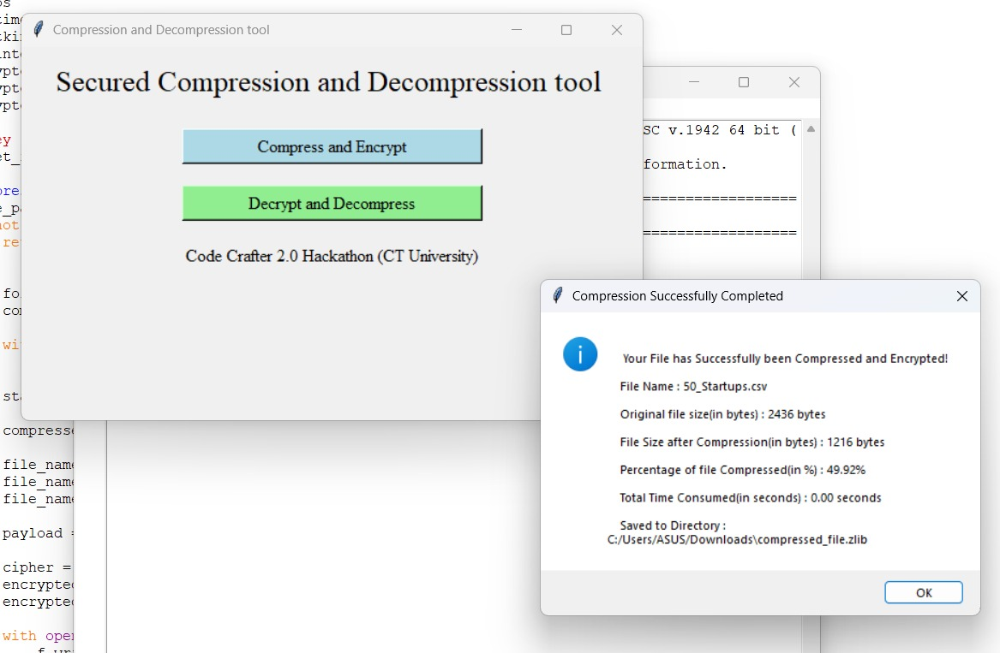 Compression and Decompression tool
Secured Compression and Decompression tool
Compress and Encrypt
Decrypt and Decompress
Code Crafter 2.0 Hackathon (CT University)
SC v.1942 64 bit (
formation.
==================
==================
Compression Successfully Completed
Your File has Successfully been Compressed and Encrypted!
File Name : 50_Startups.csv
Original file size(in bytes) : 2436 bytes
File Size after Compression(in bytes) : 1216 bytes
Percentage of file Compressed(in %) : 49.92%
Total Time Consumed(in seconds) : 0.00 seconds
Saved to Directory :
C:/Users/ASUS/Downloads\compressed_file.zlib
OK
compresse
file_name
file_name
file_name
payload =
cipher =
encrypted
encrypted
with open